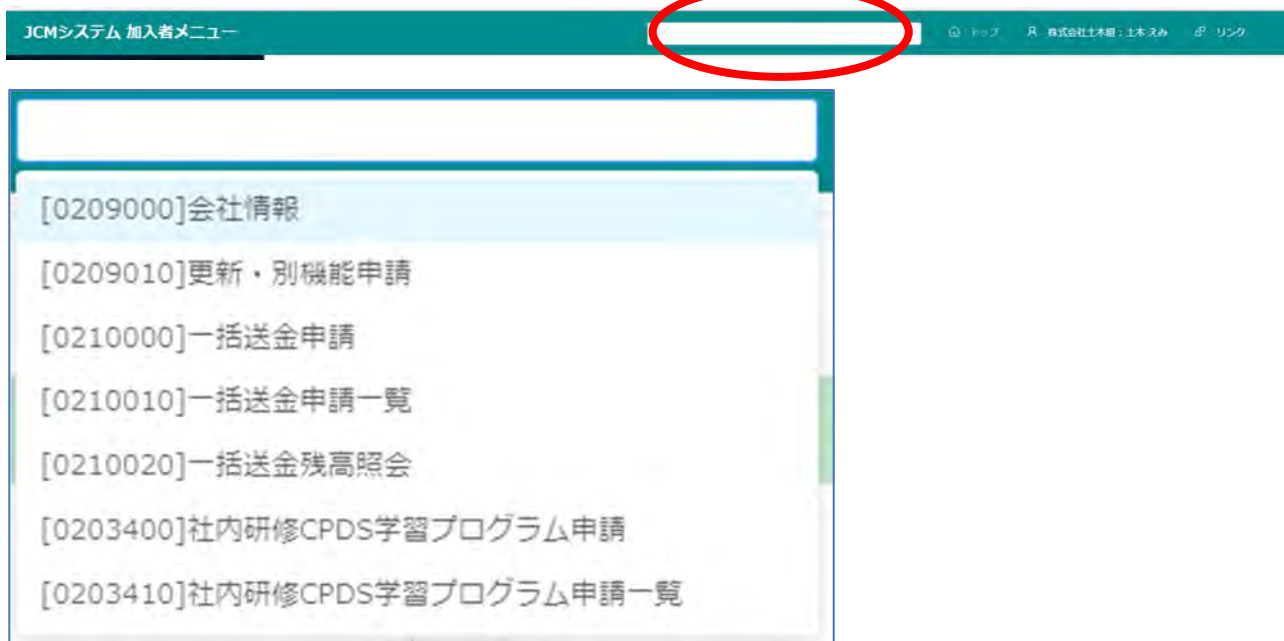 JCMシステム 加入者メニュー トップ 株式会社土木組：土木えみ リンク
[0209000]会社情報
[0209010]更新・別機能申請
[0210000]一括送金申請
[0210010]一括送金申請一覧
[0210020]一括送金残高照会
[0203400]社内研修CPDS学習プログラム申請
[0203410]社内研修CPDS学習プログラム申請一覧